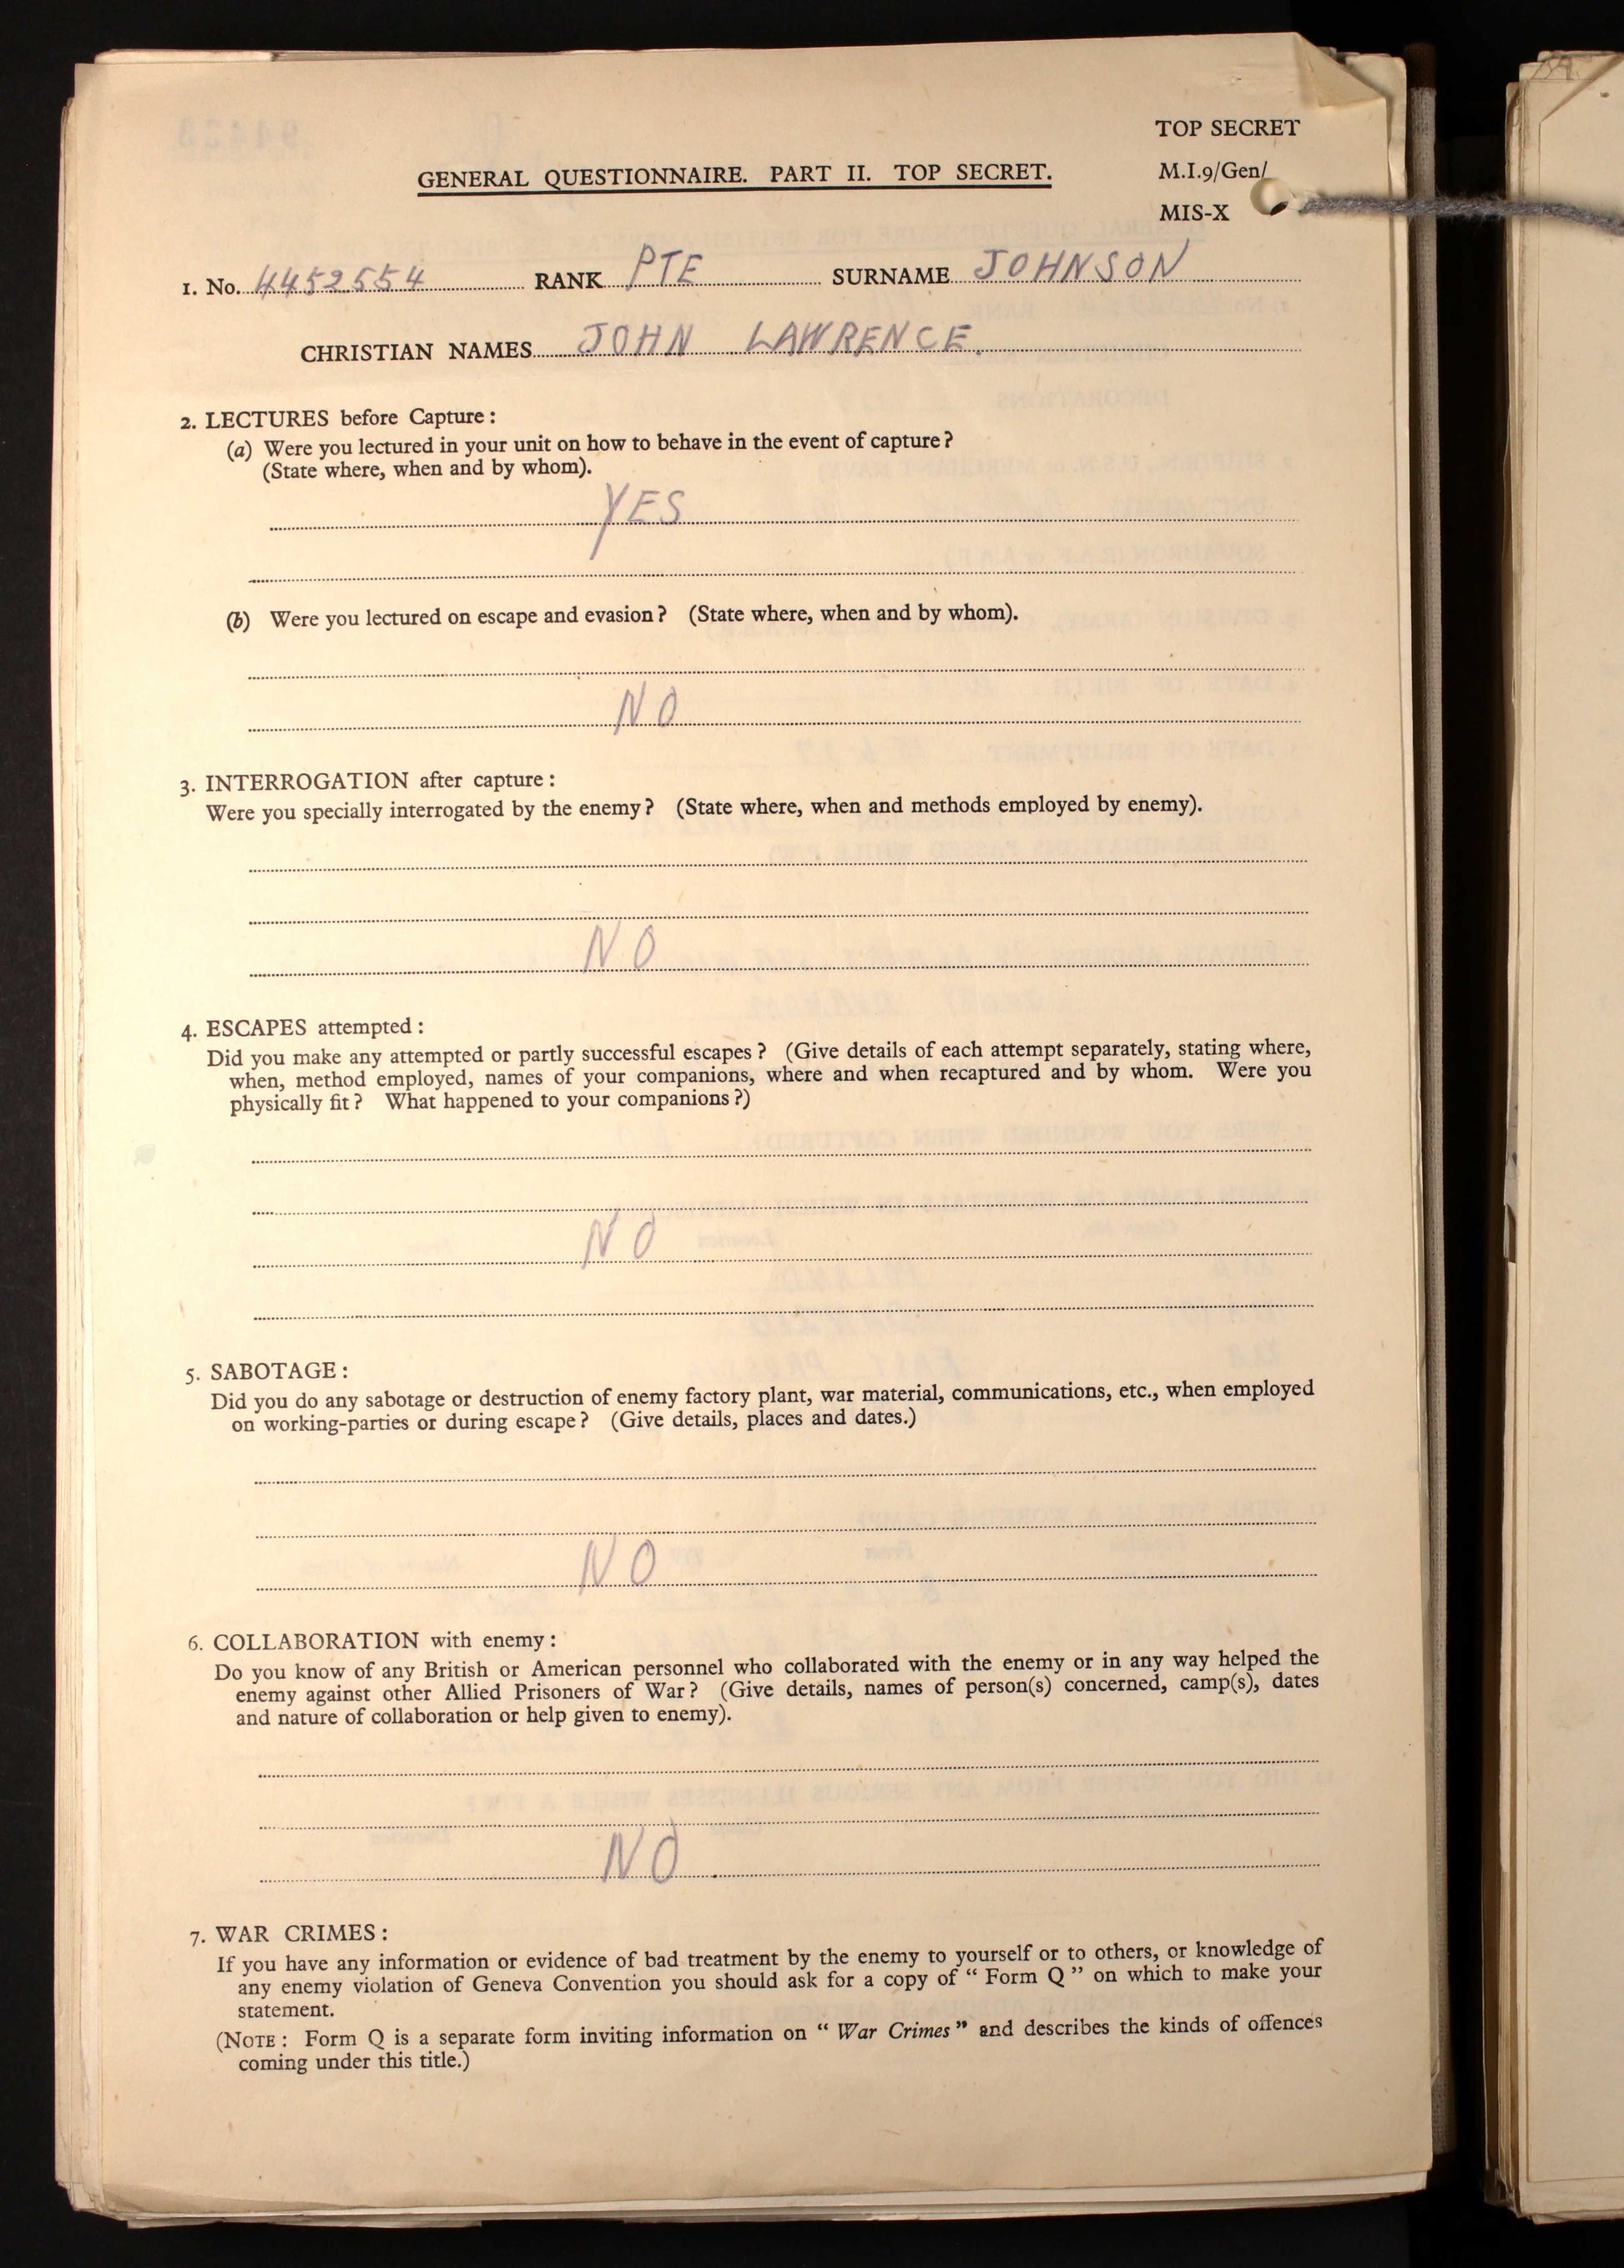 TOP SECRET
GENERAL QUESTIONNAIRE. PART II. TOP SECRET.
M.I.9/Gen/
MIS-X
1. No. 4452554 RANK PTE SURNAME JOHNSON
CHRISTIAN NAMES JOHN LAWRENCE.
2. LECTURES before Capture:
(a) Were you lectured in your unit on how to behave in the event of capture?
(State where, when and by whom).
YES
(b) Were you lectured on escape and evasion? (State where, when and by whom).
NO
3. INTERROGATION after capture:
Were you specially interrogated by the enemy? (State where, when and methods employed by enemy).
NO
4. ESCAPES attempted:
Did you make any attempted or partly successful escapes? (Give details of each attempt separately, stating where,
when, method employed, names of your companions, where and when recaptured and by whom. Were you
physically fit? What happened to your companions?)
NO
5. SABOTAGE:
Did you do any sabotage or destruction of enemy factory plant, war material, communications, etc., when employed
on working-parties or during escape? (Give details, places and dates.)
NO
6. COLLABORATION with enemy:
Do you know of any British or American personnel who collaborated with the enemy or in any way helped the
enemy against other Allied Prisoners of War? (Give details, names of person(s) concerned, camp(s), dates
and nature of collaboration or help given to enemy).
NO
7. WAR CRIMES:
If you have any information or evidence of bad treatment by the enemy to yourself or to others, or knowledge of
any enemy violation of Geneva Convention you should ask for a copy of “ Form Q ” on which to make your
statement.
(NOTE: Form Q is a separate form inviting information on “ War Crimes ” and describes the kinds of offences
coming under this title.)